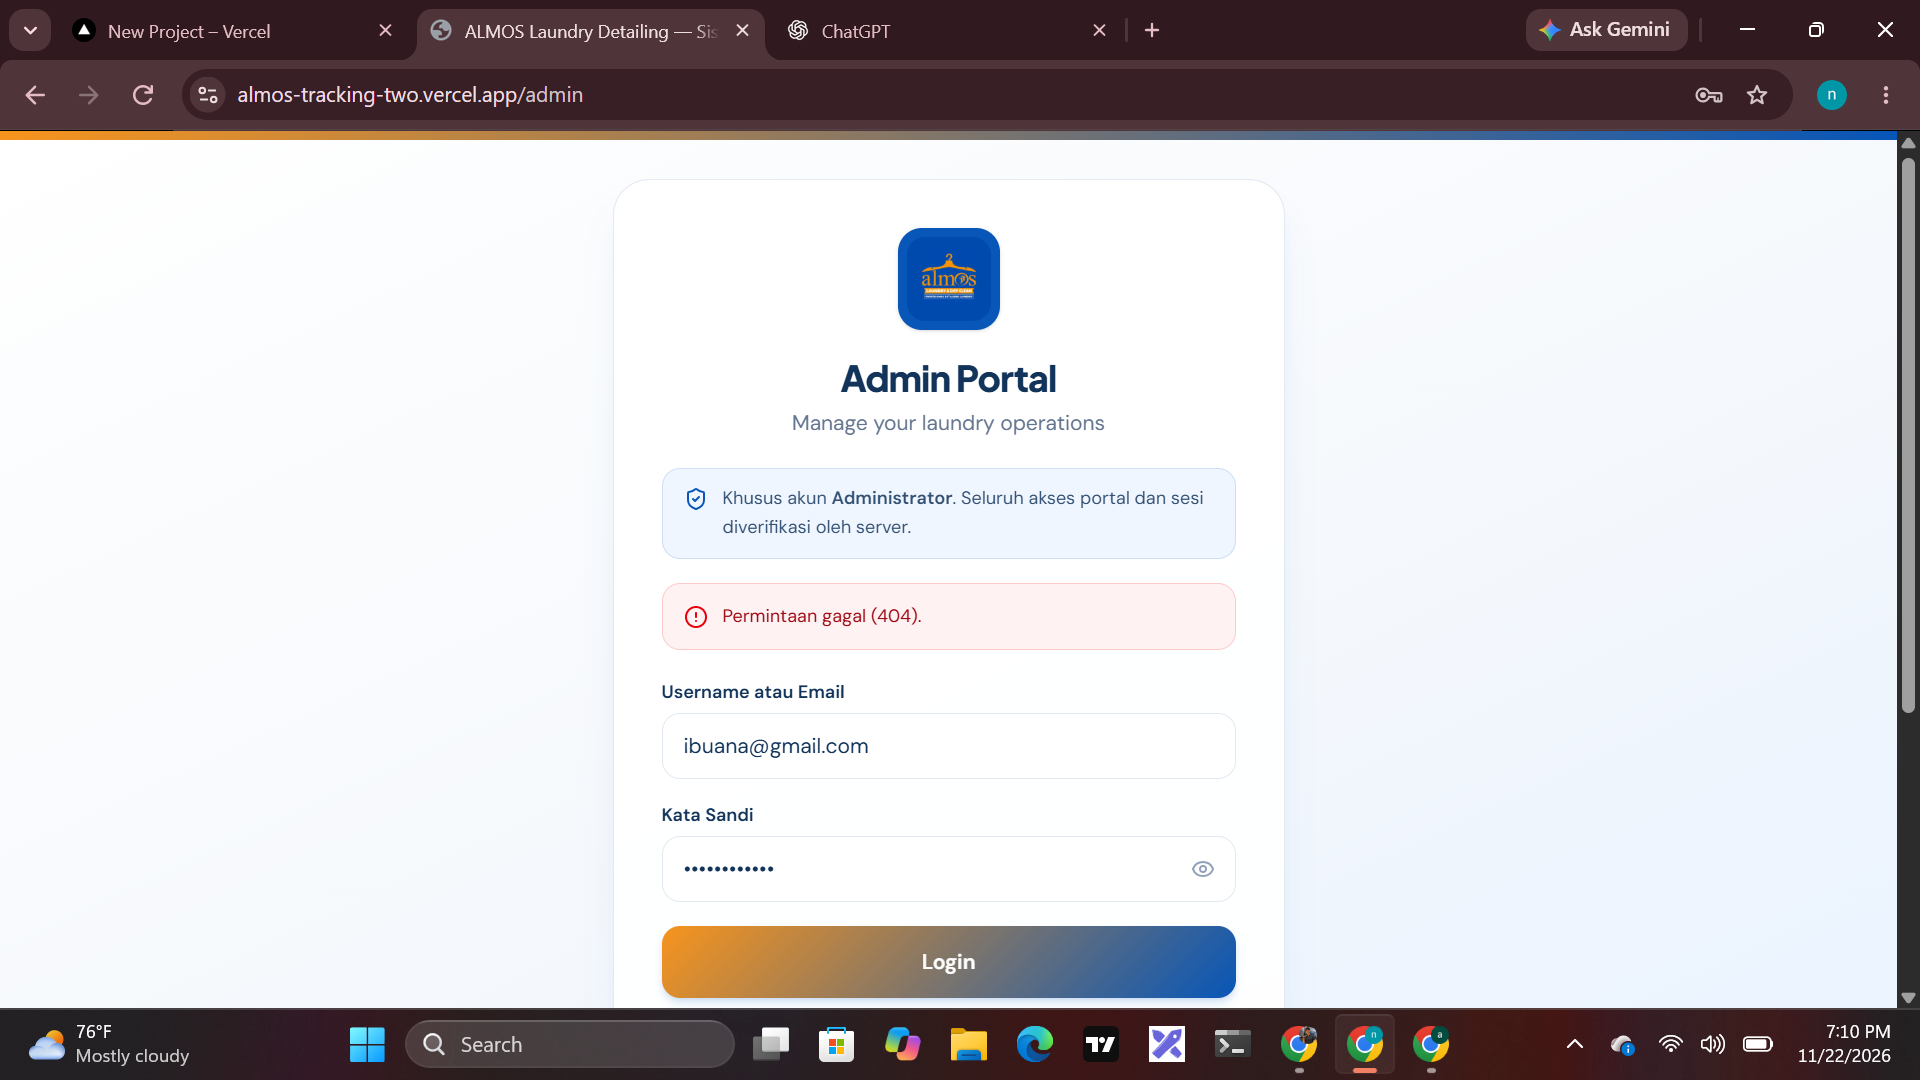 New Project – Vercel
ALMOS Laundry Detailing — Sis
ChatGPT
Ask Gemini
almos-tracking-two.vercel.app/admin
n
almos
Admin Portal
Manage your laundry operations
Khusus akun Administrator. Seluruh akses portal dan sesi
diverifikasi oleh server.
Permintaan gagal (404).
Username atau Email
ibuana@gmail.com
Kata Sandi
Login
76°F
Mostly cloudy
Search
n
a
7:10 PM
11/22/2026